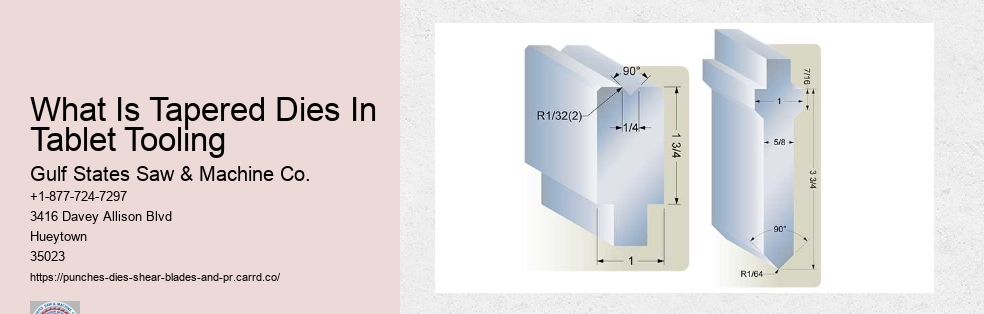 What Is Tapered Dies In
Tablet Tooling
Gulf States Saw & Machine Co.
+1-877-724-7297
3416 Davey Allison Blvd
Hueytown
35023
https://punches-dies-shear-blades-and-pr.carrd.co/
90°
R1/32(2)
1/4
1 3/4
1
7/16
1
5/8
3 3/4
90°
R1/64